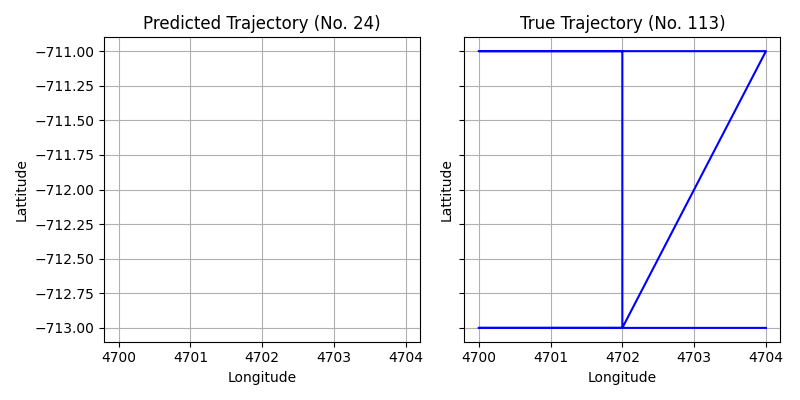 Predicted Trajectory (No. 24)
True Trajectory (No. 113)
−711.00
−711.25
−711.50
−711.75
−712.00
−712.25
−712.50
−712.75
−713.00
Lattitude
Lattitude
4700 4701 4702 4703 4704
4700 4701 4702 4703 4704
Longitude
Longitude